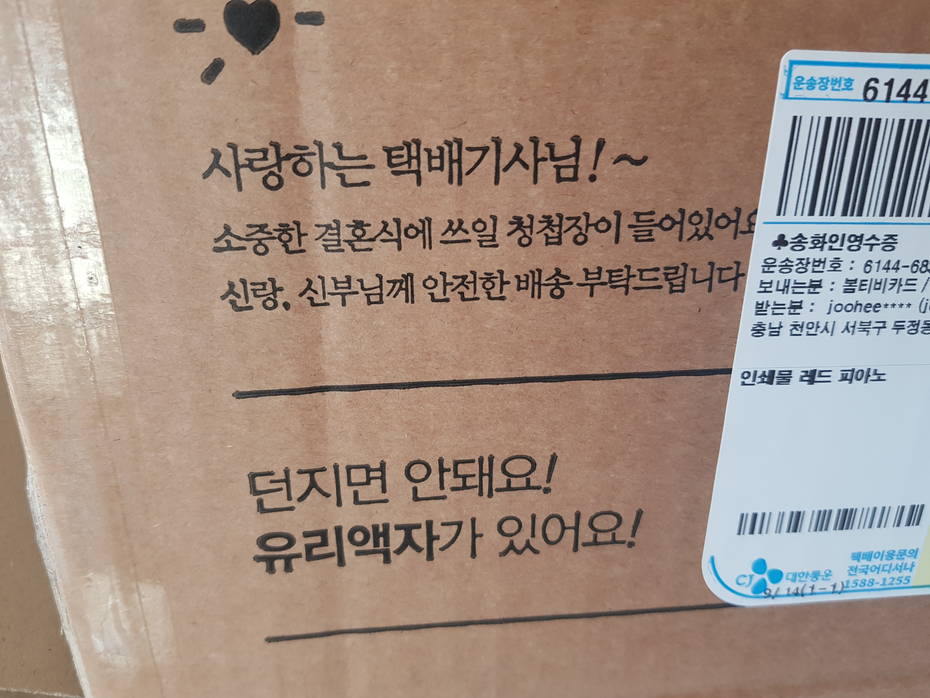 사랑하는 택배기사님!~
소중한 결혼식에 쓰일 청첩장이 들어있어요
신랑, 신부님께 안전한 배송 부탁드립니다
던지면 안돼요!
유리액자가 있어요!
운송장번호 6144
♣송화인영수증
운송장번호 : 6144-68
보내는분 : 봄티비카드 /
받는분 : joohee**** (j
충남 천안시 서북구 두정동
인쇄물 레드 피아노
CJ 대한통운
택배이용문의
전국어디서나
1588-1255
9/ 14(1-1)